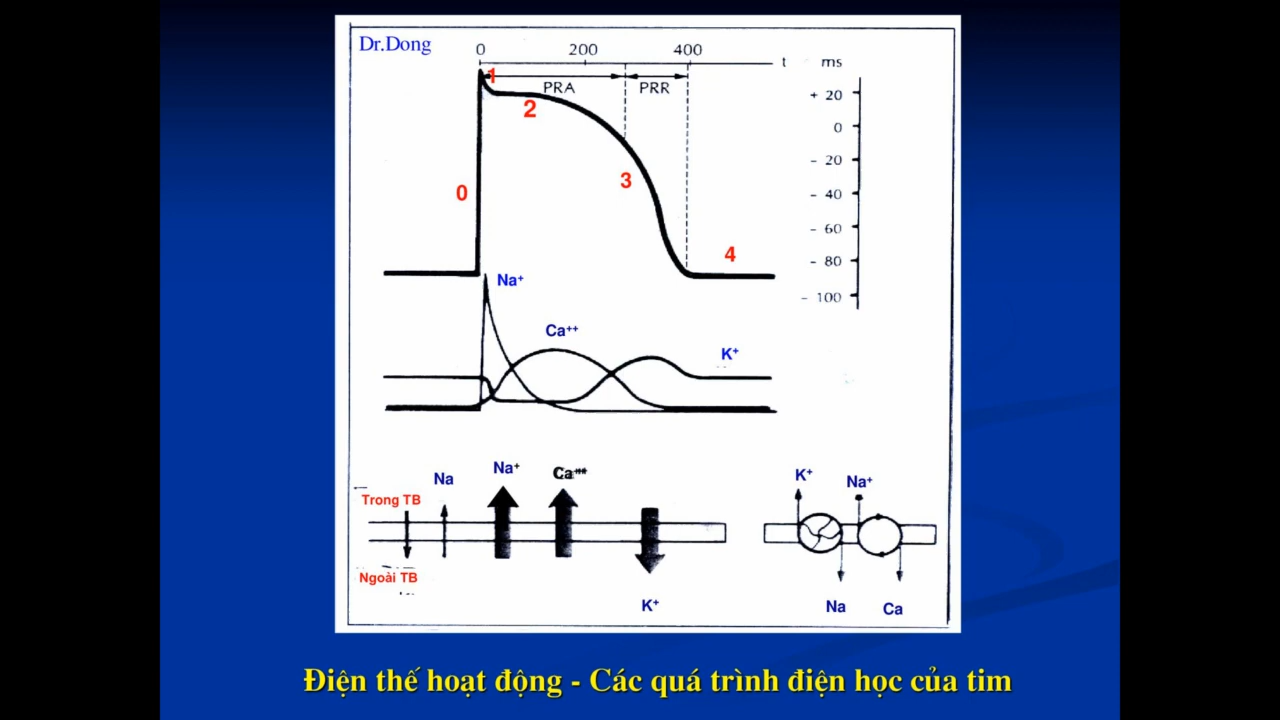 Dr.Dong
0 200 400 t ms
1
PRA PRR
+ 20
2
0
- 20
3
0
- 40
- 60
4
- 80
- 100
Na+
Ca++
K+
Na
Na+
Ca++
K+
Na+
Trong TB
Ngoài TB
K+
Na
Ca
Điện thế hoạt động - Các quá trình điện học của tim